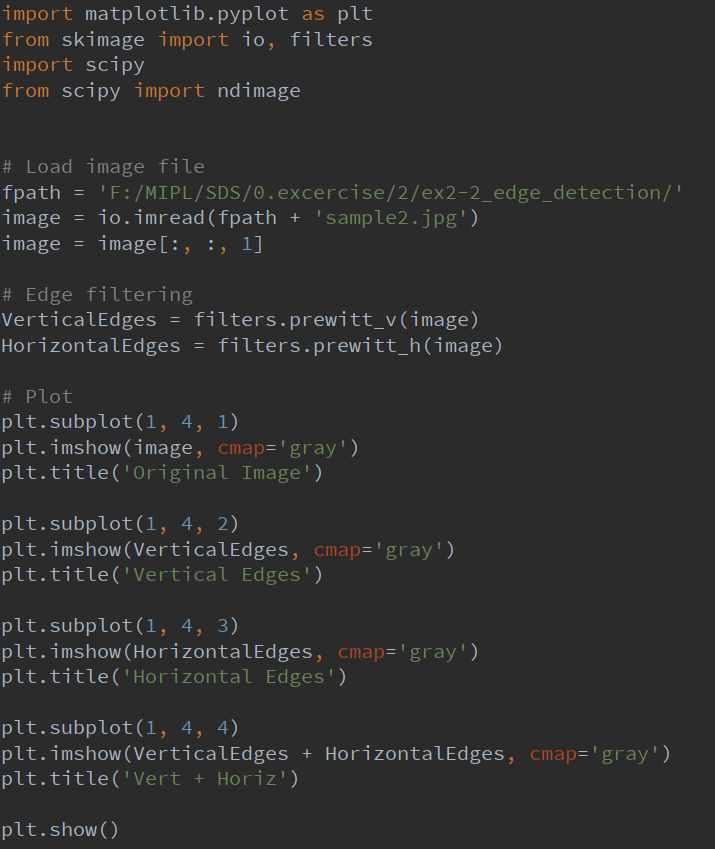 import matplotlib.pyplot as plt
from skimage import io, filters
import scipy
from scipy import ndimage
# Load image file
fpath = 'F:/MIPL/SDS/0.excercise/2/ex2-2_edge_detection/'
image = io.imread(fpath + 'sample2.jpg')
image = image[:, :, 1]
# Edge filtering
VerticalEdges = filters.prewitt_v(image)
HorizontalEdges = filters.prewitt_h(image)
# Plot
plt.subplot(1, 4, 1)
plt.imshow(image, cmap='gray')
plt.title('Original Image')
plt.subplot(1, 4, 2)
plt.imshow(VerticalEdges, cmap='gray')
plt.title('Vertical Edges')
plt.subplot(1, 4, 3)
plt.imshow(HorizontalEdges, cmap='gray')
plt.title('Horizontal Edges')
plt.subplot(1, 4, 4)
plt.imshow(VerticalEdges + HorizontalEdges, cmap='gray')
plt.title('Vert + Horiz')
plt.show()